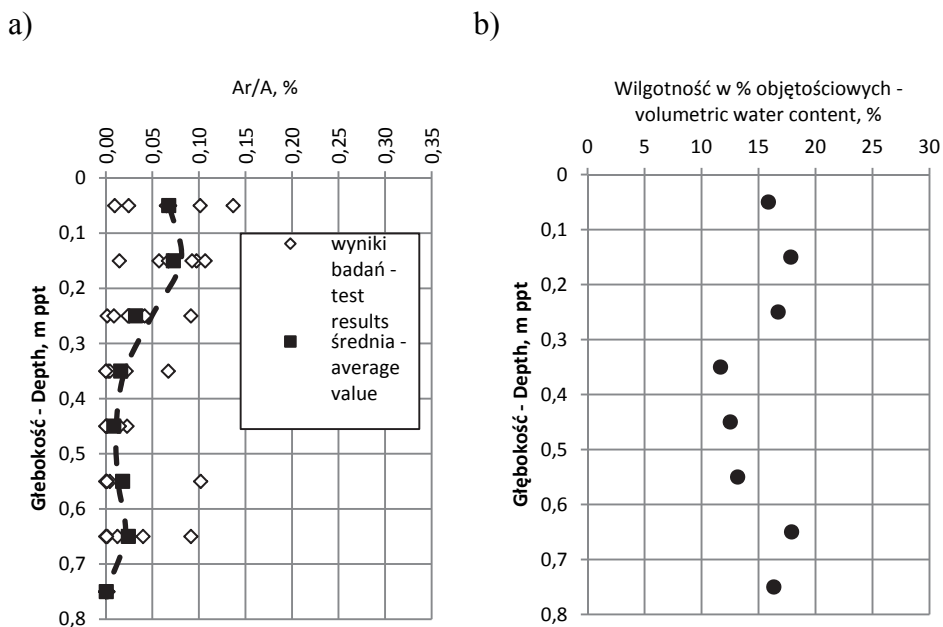 a)
b)
Ar/A, %
0,00
0,05
0,10
0,15
0,20
0,25
0,30
0,35
0
0,1
0,2
0,3
0,4
0,5
0,6
0,7
0,8
Głebokość - Depth, m ppt
wyniki
badań -
test
results
średnia -
average
value
Wilgotność w % objętościowych -
volumetric water content, %
0 5 10 15 20 25 30
0
0,1
0,2
0,3
0,4
0,5
0,6
0,7
0,8
Głębokość - Depth, m ppt